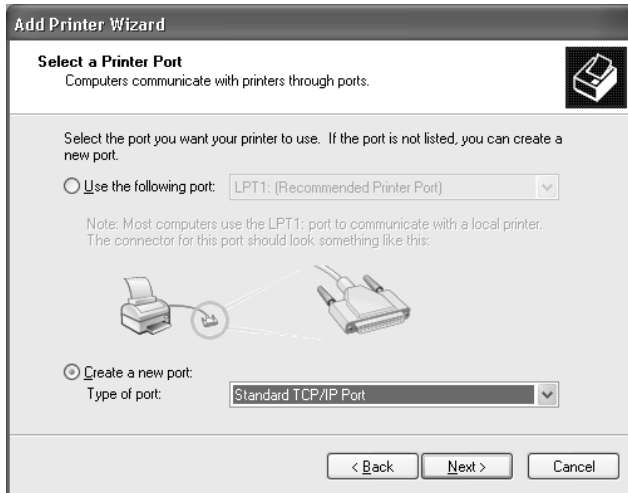 Add Printer Wizard
Select a Printer Port
Computers communicate with printers through ports.
Select the port you want your printer to use. If the port is not listed, you can create a
new port.
Use the following port: LPT1: (Recommended Printer Port)
Note: Most computers use the LPT1: port to communicate with a local printer.
The connector for this port should look something like this:
Create a new port:
Type of port: Standard TCP/IP Port
< Back Next > Cancel